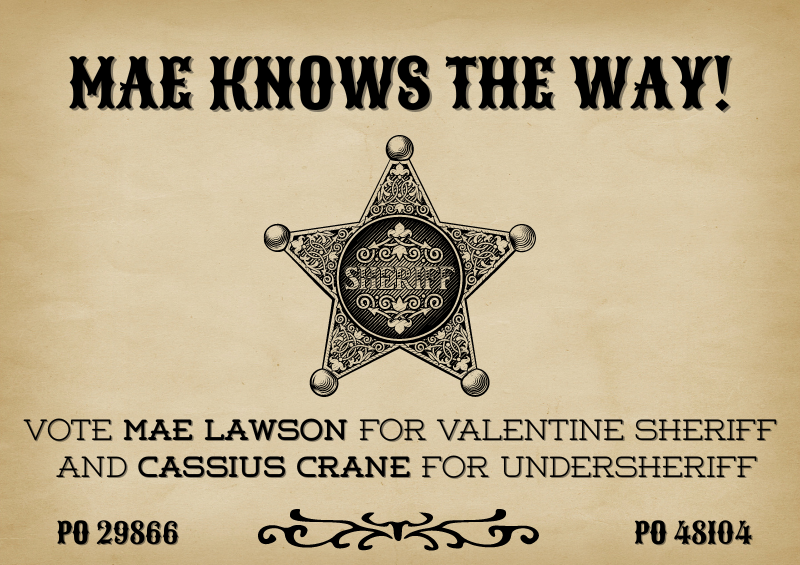 MAE KNOWS THE WAY!
SHERIFF
VOTE MAE LAWSON FOR VALENTINE SHERIFF
AND CASSIUS CRANE FOR UNDERSHERIFF
PO 29866
PO 48104